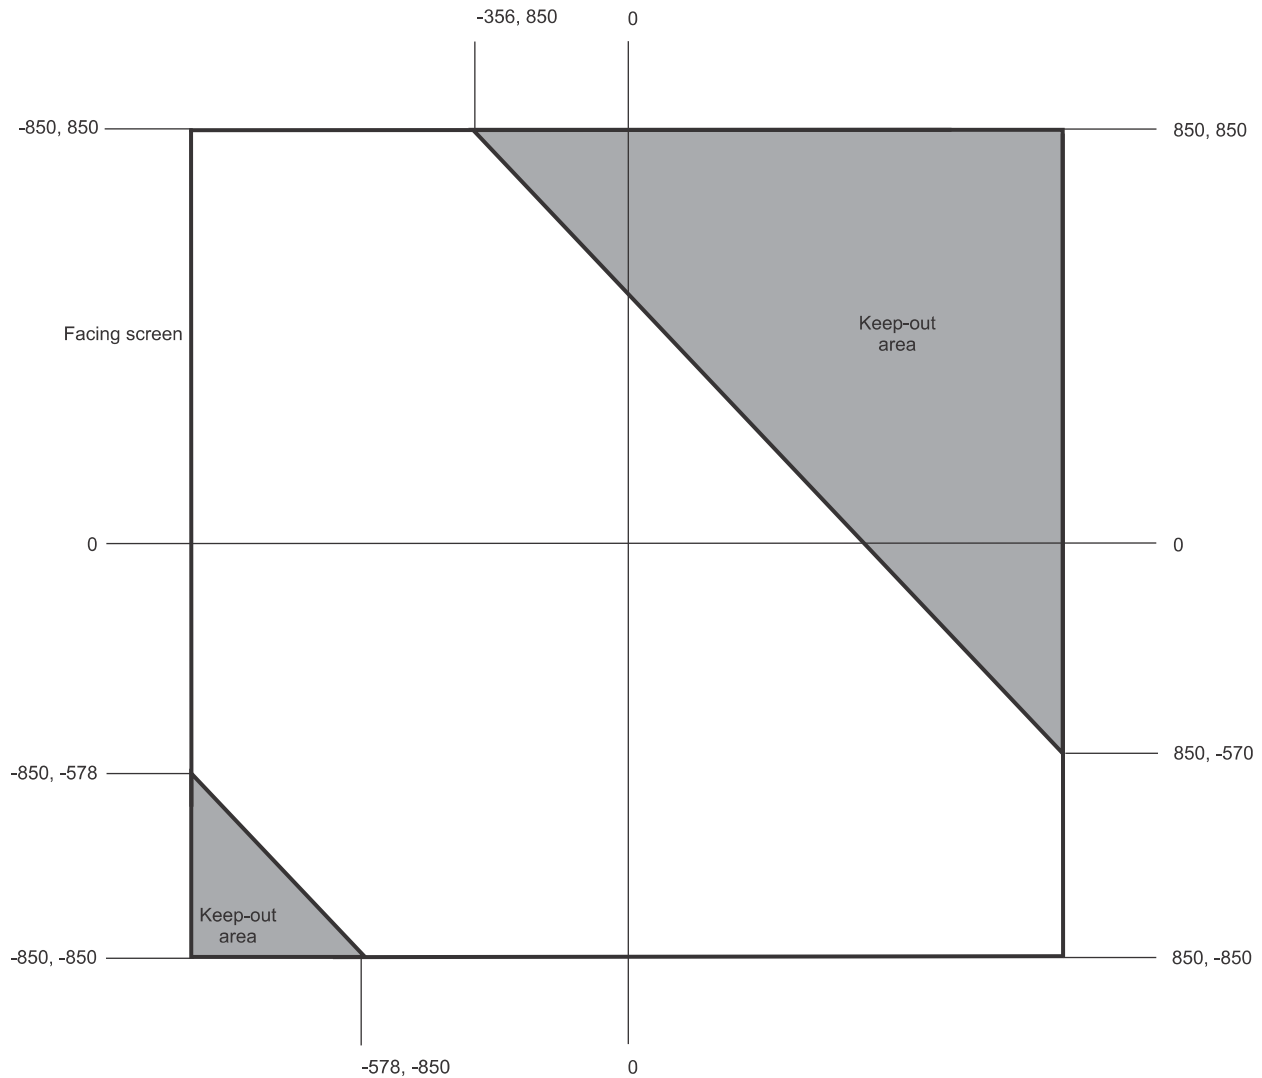 -356, 850
0
-850, 850
850, 850
Keep-out
area
Facing screen
0
0
850, -570
-850, -578
Keep-out
area
-850, -850
850, -850
-578, -850
0